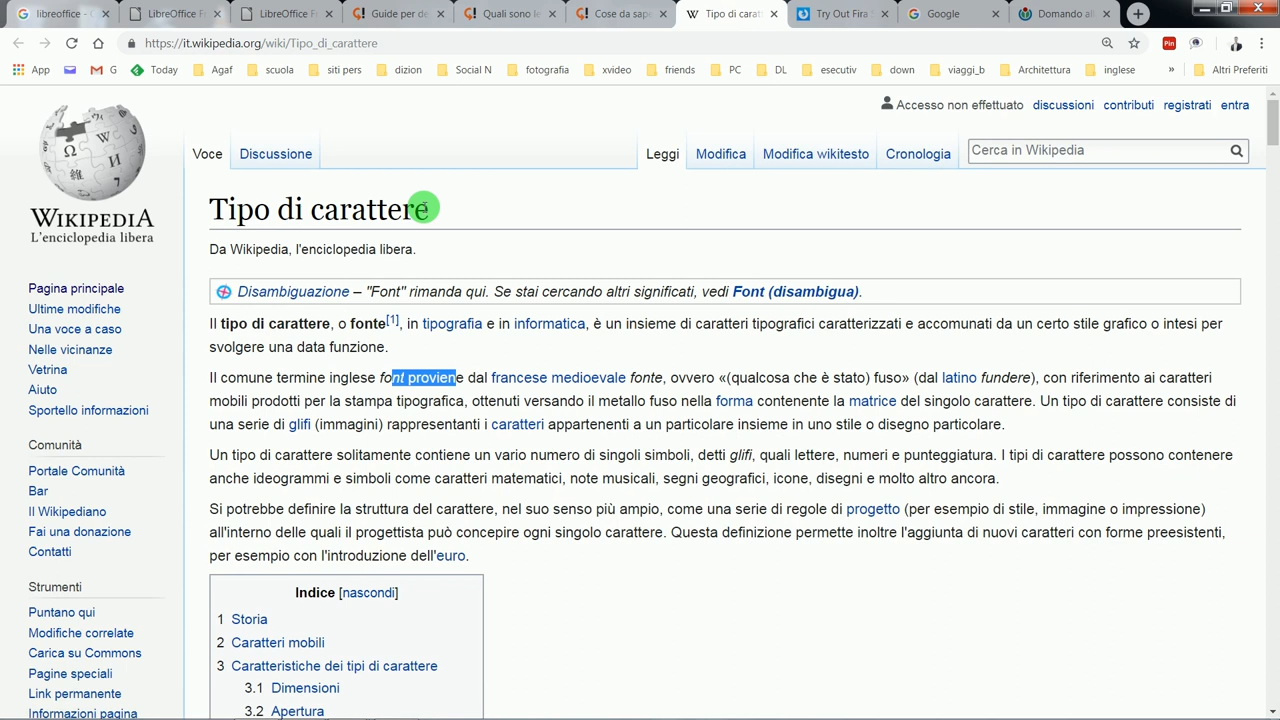 libreoffice - C
LibreOffice F
LibreOffice F
Guide per de
Quali sono le
Cose da sape
Tipo di caratt
Try Out Fira
Google
Domando al
https://it.wikipedia.org/wiki/Tipo_di_carattere
Pin
App
G
Today
Agaf
scuola
siti pers
dizion
Social N
fotografia
xvideo
friends
PC
DL
esecutiv
down
viaggi_b
Architettura
inglese
»
Altri Preferiti
Accesso non effettuato discussioni contributi registrati entra
Voce Discussione Leggi Modifica Modifica wikitesto Cronologia Cerca in Wikipedia
WIKIPEDIA
L'enciclopedia libera
Tipo di carattere
Da Wikipedia, l'enciclopedia libera.
Disambiguazione – "Font" rimanda qui. Se stai cercando altri significati, vedi Font (disambigua).
Il tipo di carattere, o fonte[1], in tipografia e in informatica, è un insieme di caratteri tipografici caratterizzati e accomunati da un certo stile grafico o intesi per
svolgere una data funzione.
Il comune termine inglese font proviene dal francese medioevale fonte, ovvero «(qualcosa che è stato) fuso» (dal latino fundere), con riferimento ai caratteri
mobili prodotti per la stampa tipografica, ottenuti versando il metallo fuso nella forma contenente la matrice del singolo carattere. Un tipo di carattere consiste di
una serie di glifi (immagini) rappresentanti i caratteri appartenenti a un particolare insieme in uno stile o disegno particolare.
Un tipo di carattere solitamente contiene un vario numero di singoli simboli, detti glifi, quali lettere, numeri e punteggiatura. I tipi di carattere possono contenere
anche ideogrammi e simboli come caratteri matematici, note musicali, segni geografici, icone, disegni e molto altro ancora.
Si potrebbe definire la struttura del carattere, nel suo senso più ampio, come una serie di regole di progetto (per esempio di stile, immagine o impressione)
all'interno delle quali il progettista può concepire ogni singolo carattere. Questa definizione permette inoltre l'aggiunta di nuovi caratteri con forme preesistenti,
per esempio con l'introduzione dell'euro.
Indice [nascondi]
1 Storia
2 Caratteri mobili
3 Caratteristiche dei tipi di carattere
3.1 Dimensioni
3.2 Apertura
Pagina principale
Ultime modifiche
Una voce a caso
Nelle vicinanze
Vetrina
Aiuto
Sportello informazioni
Comunità
Portale Comunità
Bar
Il Wikipediano
Fai una donazione
Contatti
Strumenti
Puntano qui
Modifiche correlate
Carica su Commons
Pagine speciali
Link permanente
Informazioni pagina